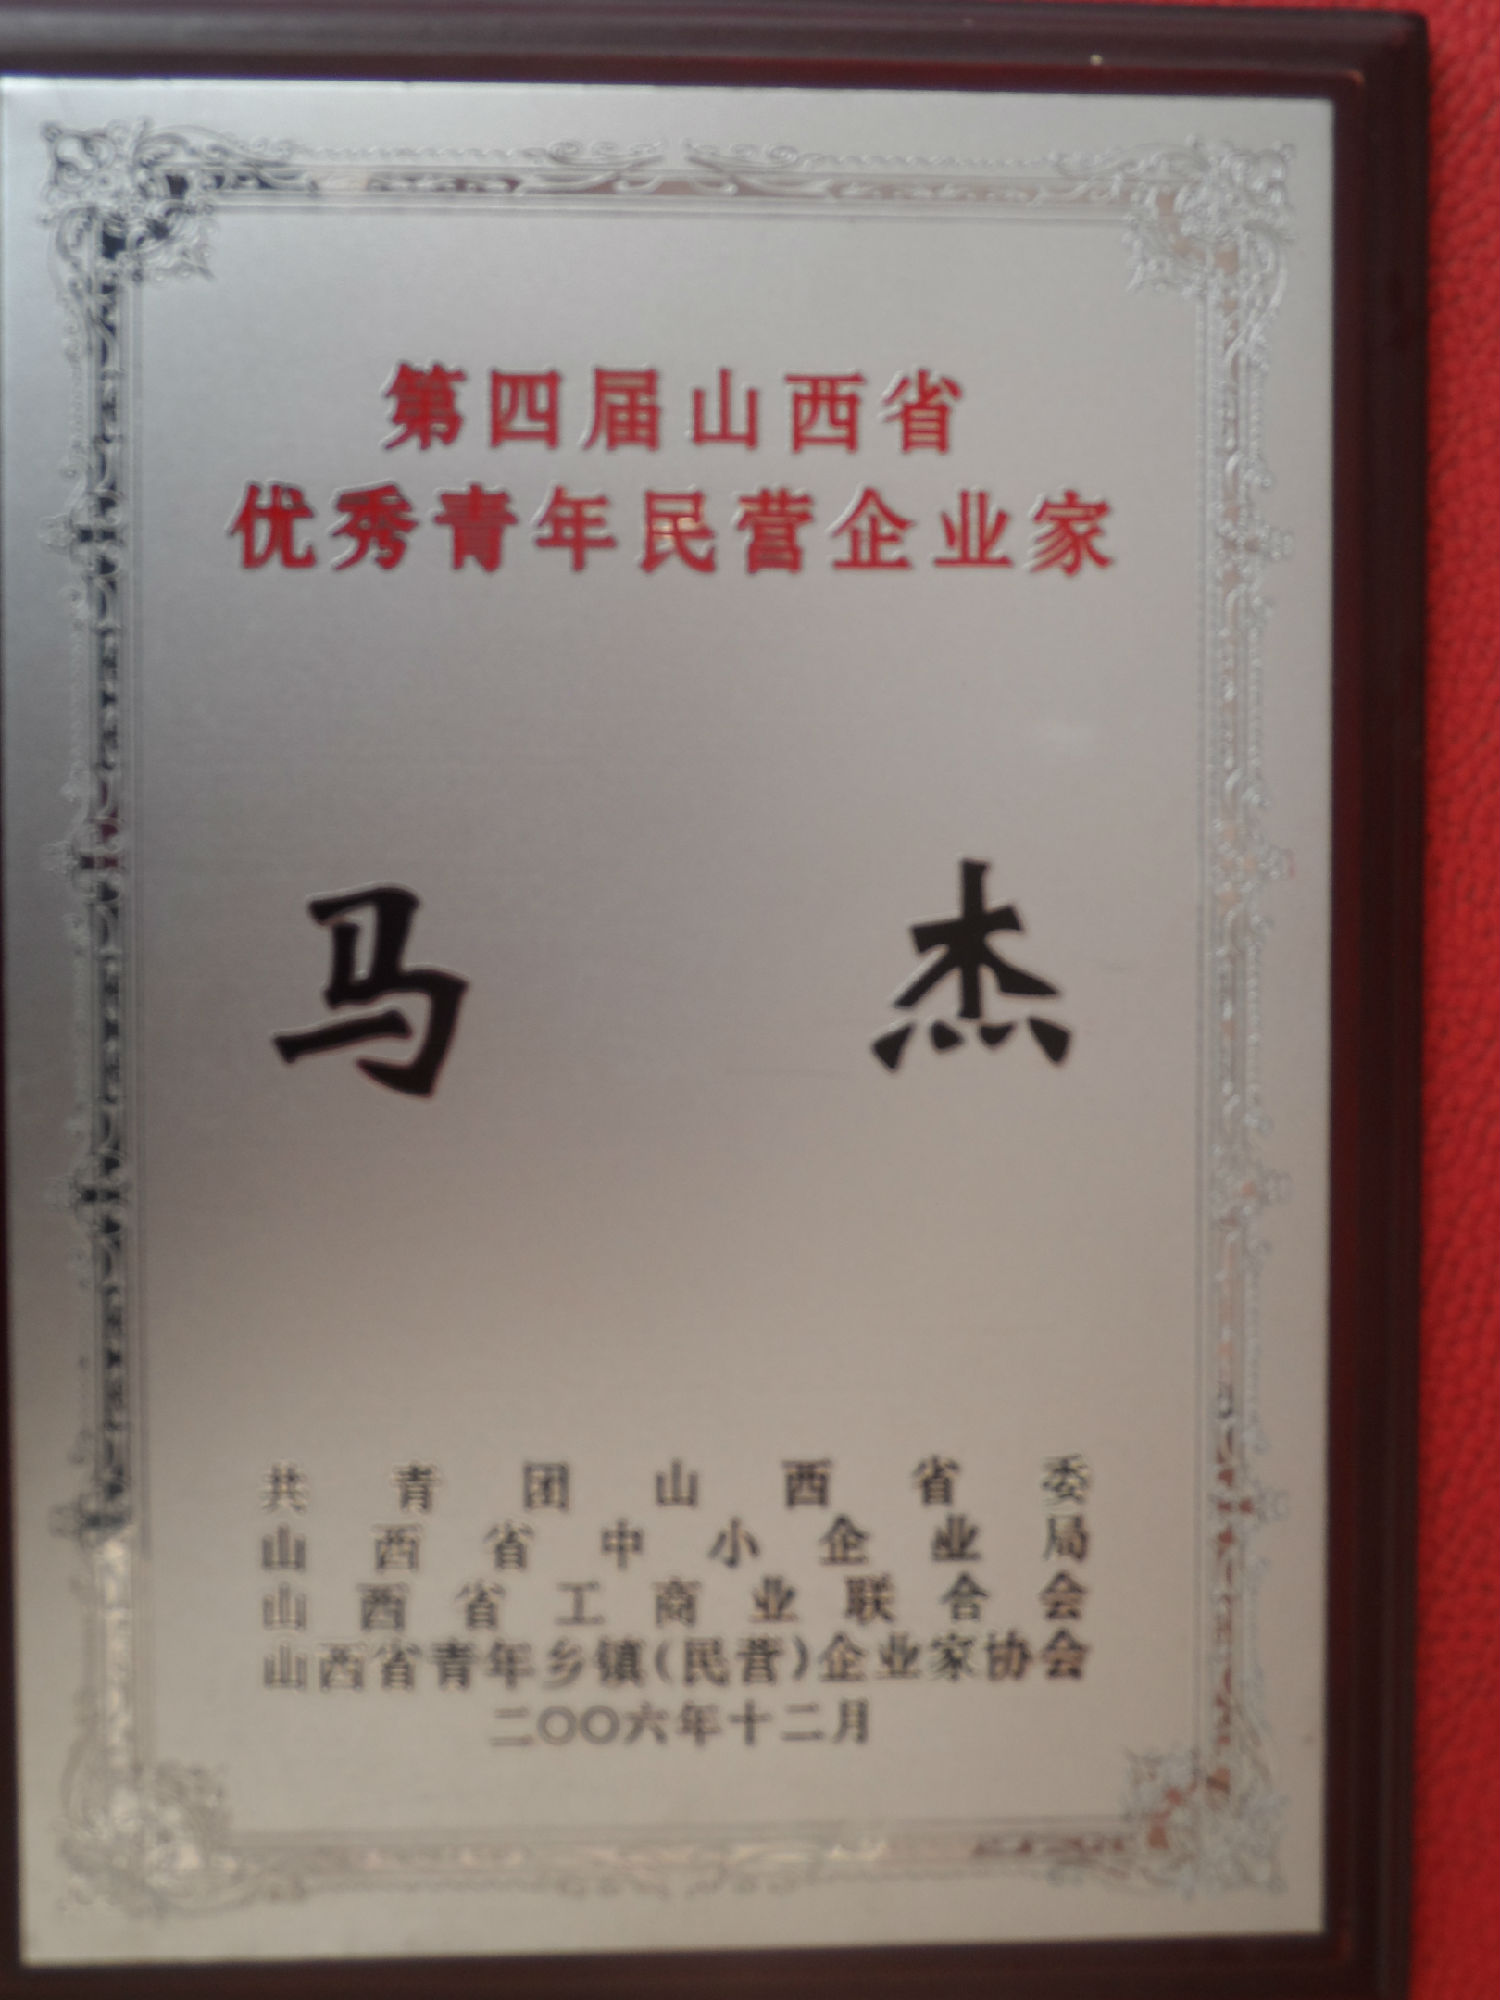 第四届山西省
优秀青年民营企业家
马 杰
共青团山西省委
山西省中小企业局
山西省工商业联合会
山西省青年乡镇(民营)企业家协会
二〇〇六年十二月